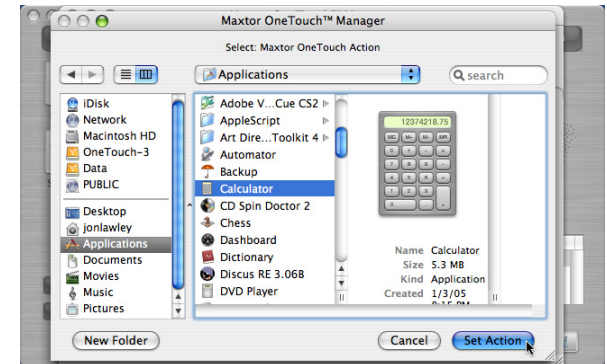 Maxtor OneTouch™ Manager
Select: Maxtor OneTouch Action
Applications
search
iDisk
Network
Macintosh HD
OneTouch-3
Data
PUBLIC
Desktop
jonlawley
Applications
Documents
Movies
Music
Pictures
Adobe V...Cue CS2
AppleScript
Art Dire...Toolkit 4
Automator
Backup
Calculator
CD Spin Doctor 2
Chess
Dashboard
Dictionary
Discus RE 3.06B
DVD Player
12374218.75
Name Calculator
Size 5.3 MB
Kind Application
Created 1/3/05
New Folder
Cancel
Set Action